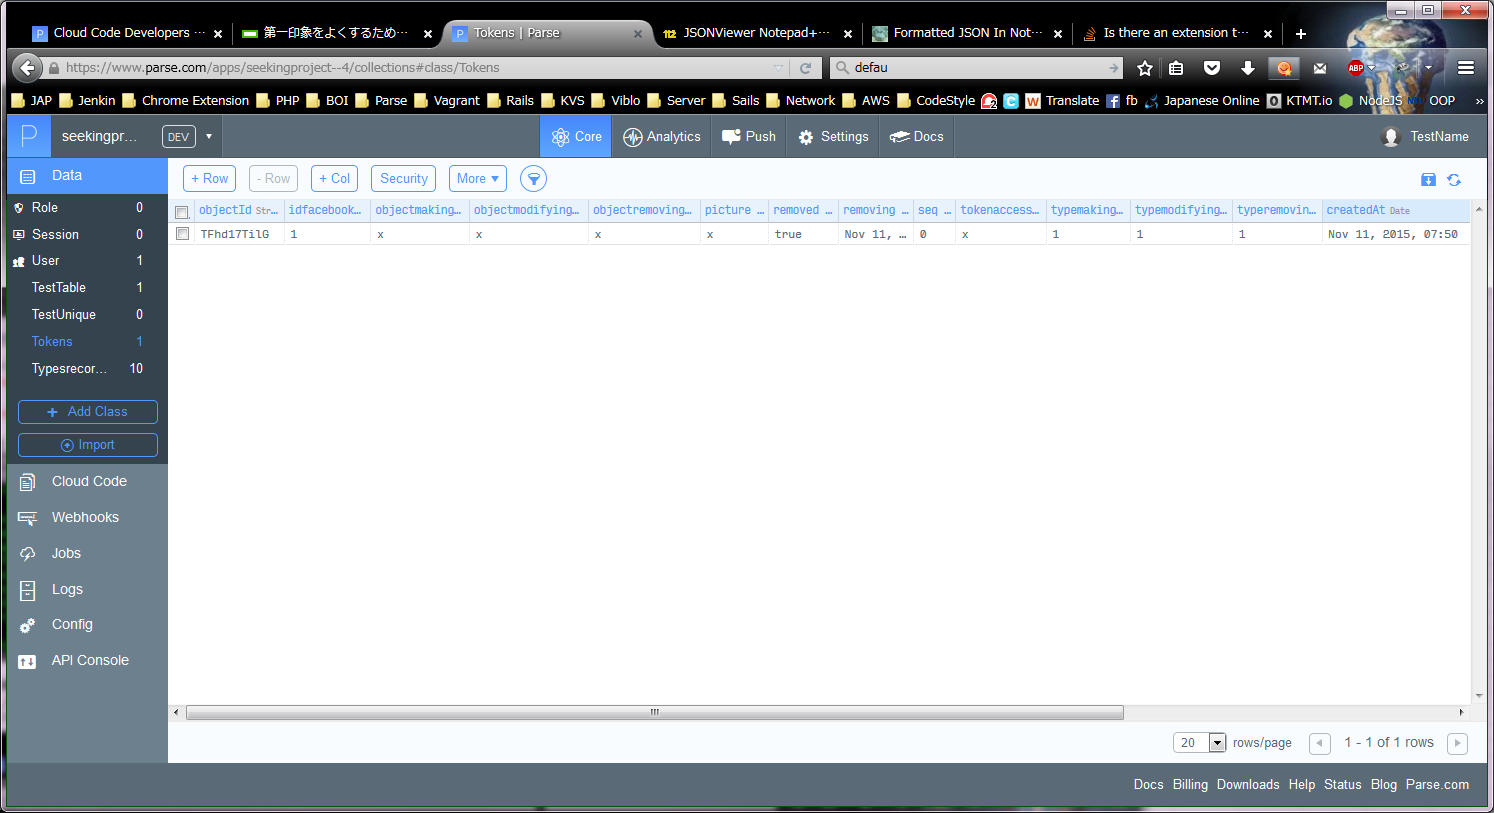 Cloud Code Developers ...
第一印象をよくするため...
Tokens | Parse
JSONViewer Notepad+...
Formatted JSON In Not...
Is there an extension t...
https://www.parse.com/apps/seekingproject--4/collections#class/Tokens
defau
ABP
JAP Jenkin Chrome Extension PHP BOI Parse Vagrant Rails KVS Viblo Server Sails Network AWS CodeStyle Translate fb Japanese Online KTMT.io NodeJS OOP »
P seekingpr... DEV Core Analytics Push Settings Docs TestName
Data
Role 0
Session 0
User 1
TestTable 1
TestUnique 0
Tokens 1
Typesrecor... 10
+ Add Class
Import
Cloud Code
Webhooks
Jobs
Logs
Config
API Console
+ Row - Row + Col Security More
objectId Str... idfacebook... objectmaking... objectmodifying... objectremoving... picture ... removed ... removing ... seq ... tokenaccess... typemaking... typemodifying... typeremovin... createdAt Date
TFhd17TilG 1 x x x x true Nov 11, ... 0 x 1 1 1 Nov 11, 2015, 07:50
20 rows/page 1 - 1 of 1 rows
Docs Billing Downloads Help Status Blog Parse.com